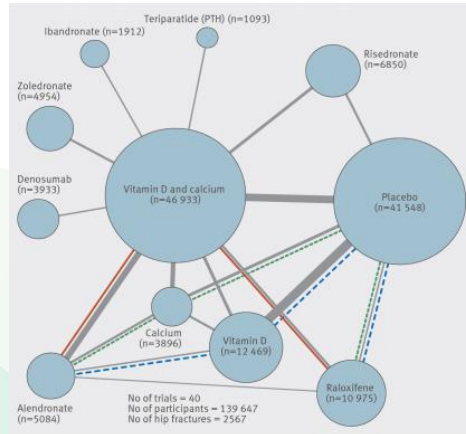 Teriparatide (PTH) (n=1093)
Ibandronate (n=1912)
Risedronate
(n=6850)
Zoledronate
(n=4954)
Denosumab
(n=3933)
Vitamin D and calcium
(n=46 933)
Placebo
(n=41 548)
Calcium
(n=3896)
Vitamin D
(n=12 469)
Raloxifene
(n=10 975)
Alendronate
(n=5084)
No of trials = 40
No of participants = 139 647
No of hip fractures = 2567